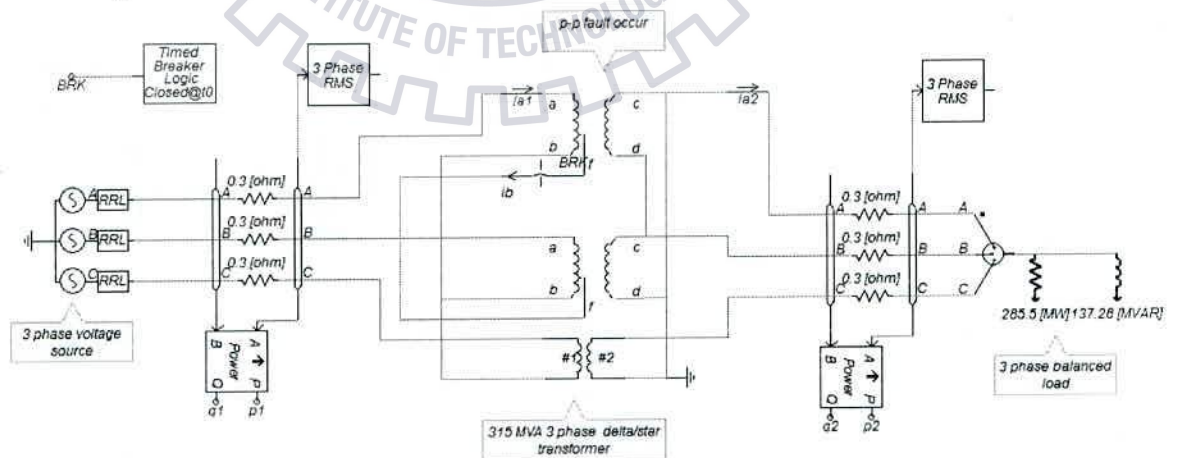 TUTE OF TECHNOLO
p-p fault occur
Timed
Breaker
Logic
Closed@t0
BRK
3 Phase
RMS
3 Phase
RMS
Ia1
a
c
Ia2
b
d
BRK
f
ib
0.3 [ohm]
A
RRL
A
A
0.3 [ohm]
B
RRL
B
B
0.3 [ohm]
C
RRL
C
C
a
c
b
d
f
#1
#2
0.3 [ohm]
A
A
A
0.3 [ohm]
B
B
B
0.3 [ohm]
C
C
C
285.5 [MW]
137.28 [MVAR]
3 phase voltage
source
3 phase balanced
load
A
B
Power
P
Q
q1
p1
A
B
Power
P
Q
q2
p2
315 MVA 3 phase delta/star
transformer